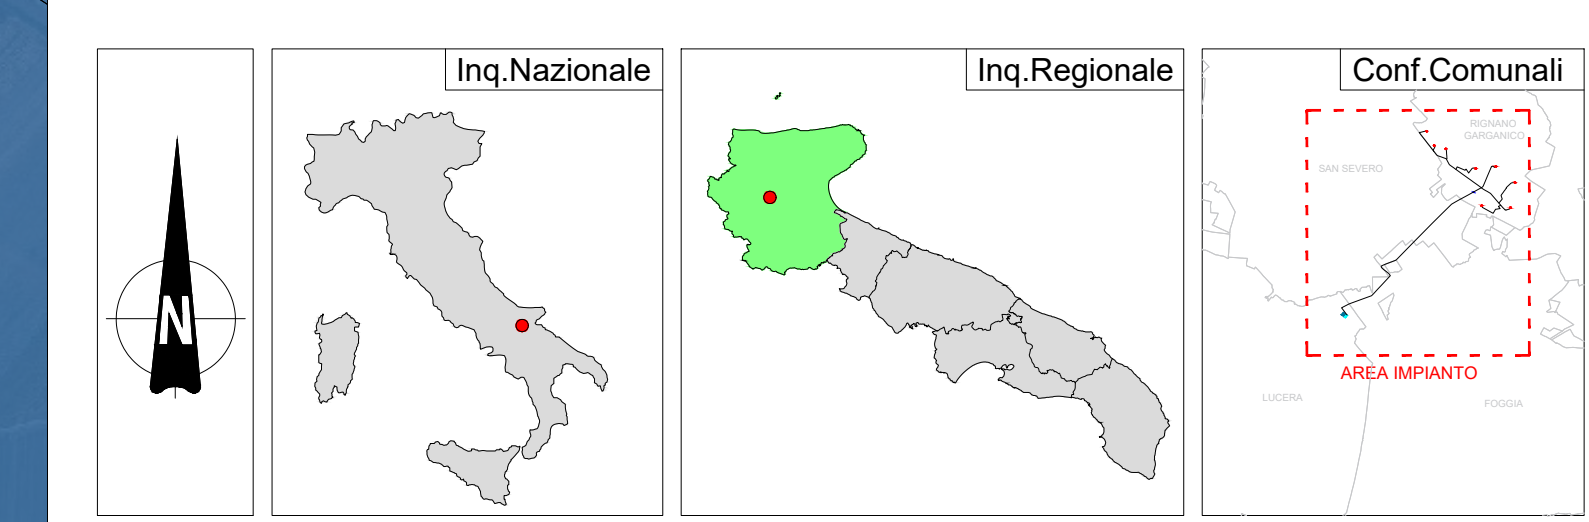 N
Inq.Nazionale
Inq.Regionale
Conf.Comunali
RIGNANO
GARGANICO
SAN SEVERO
AREA IMPIANTO
LUCERA
FOGGIA